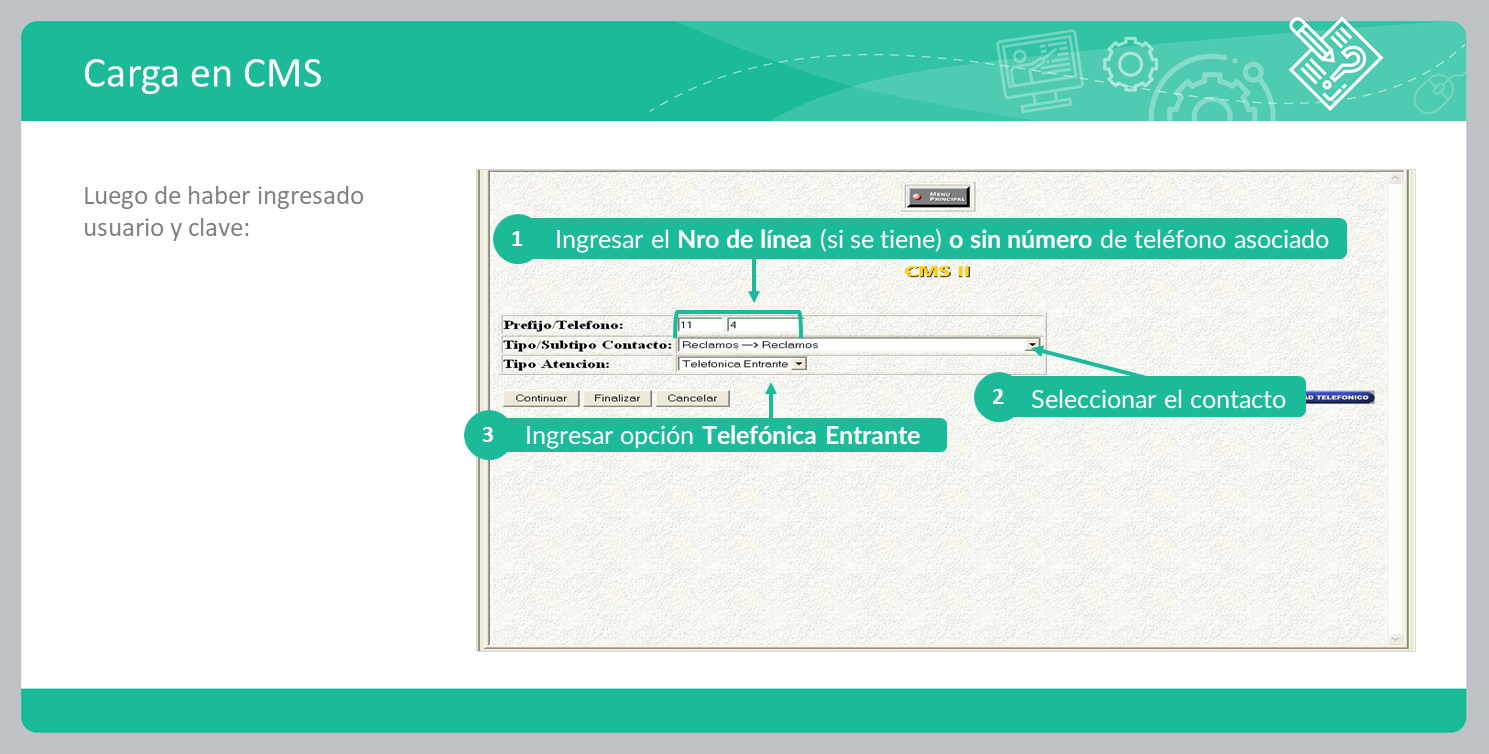 Carga en CMS
Luego de haber ingresado
usuario y clave:
MENU
PRINCIPAL
1 Ingresar el Nro de línea (si se tiene) o sin número de teléfono asociado
CMS II
Prefijo/Telefono: 11 4
Tipo/Subtipo Contacto: Reclamos —> Reclamos
Tipo Atencion: Telefonica Entrante
Continuar Finalizar Cancelar
2 Seleccionar el contacto
TELEFONICO
3 Ingresar opción Telefónica Entrante